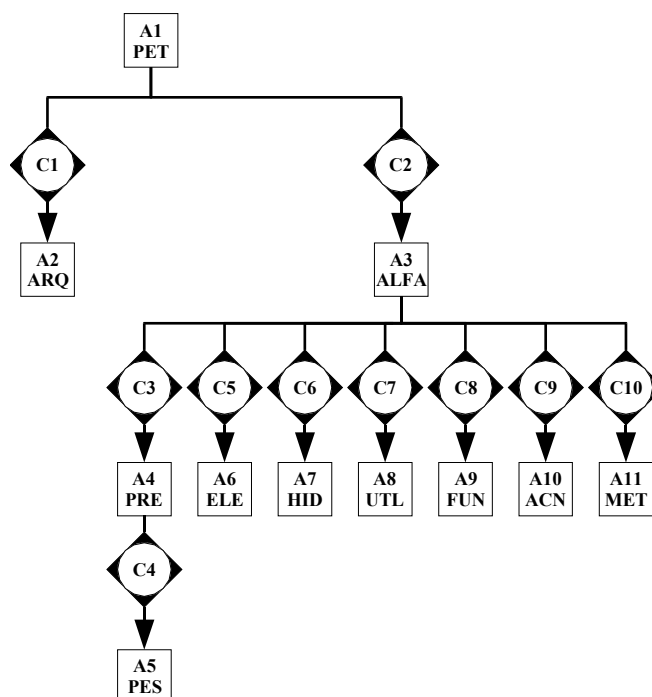 A1
PET
C1
C2
A2
ARQ
A3
ALFA
C3
C5
C6
C7
C8
C9
C10
A4
PRE
A6
ELE
A7
HID
A8
UTL
A9
FUN
A10
ACN
A11
MET
C4
A5
PES